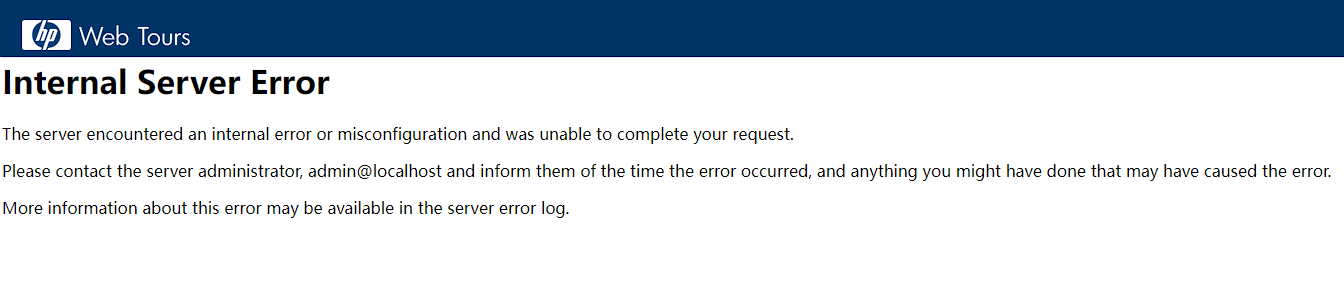 hp Web Tours
Internal Server Error
The server encountered an internal error or misconfiguration and was unable to complete your request.
Please contact the server administrator, admin@localhost and inform them of the time the error occurred, and anything you might have done that may have caused the error.
More information about this error may be available in the server error log.